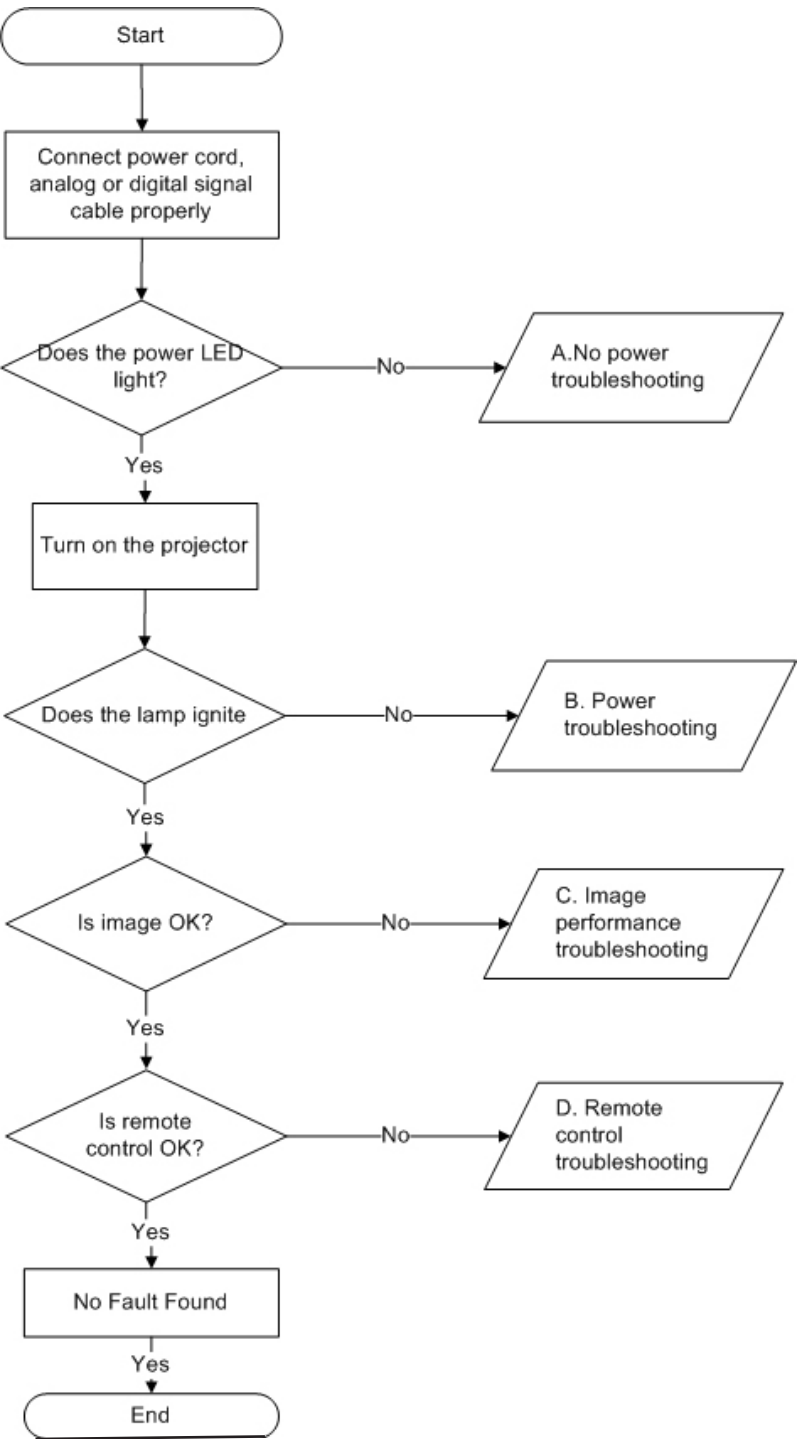 Start
Connect power cord,
analog or digital signal
cable properly
Does the power LED
light?
No
A.No power
troubleshooting
Yes
Turn on the projector
Does the lamp ignite
No
B. Power
troubleshooting
Yes
Is image OK?
No
C. Image
performance
troubleshooting
Yes
Is remote
control OK?
No
D. Remote
control
troubleshooting
Yes
No Fault Found
Yes
End